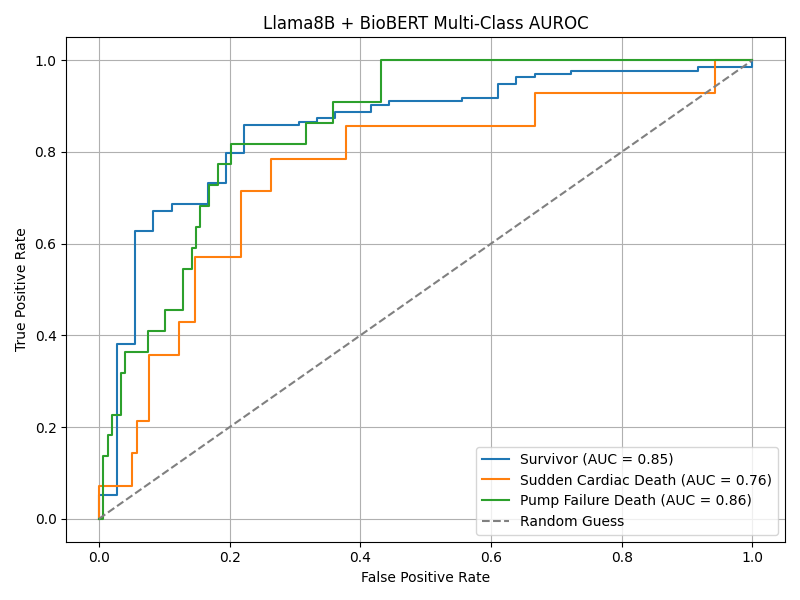 Llama8B + BioBERT Multi-Class AUROC
True Positive Rate
1.0
0.8
0.6
0.4
0.2
0.0
Survivor (AUC = 0.85)
Sudden Cardiac Death (AUC = 0.76)
Pump Failure Death (AUC = 0.86)
Random Guess
0.0 0.2 0.4 0.6 0.8 1.0
False Positive Rate